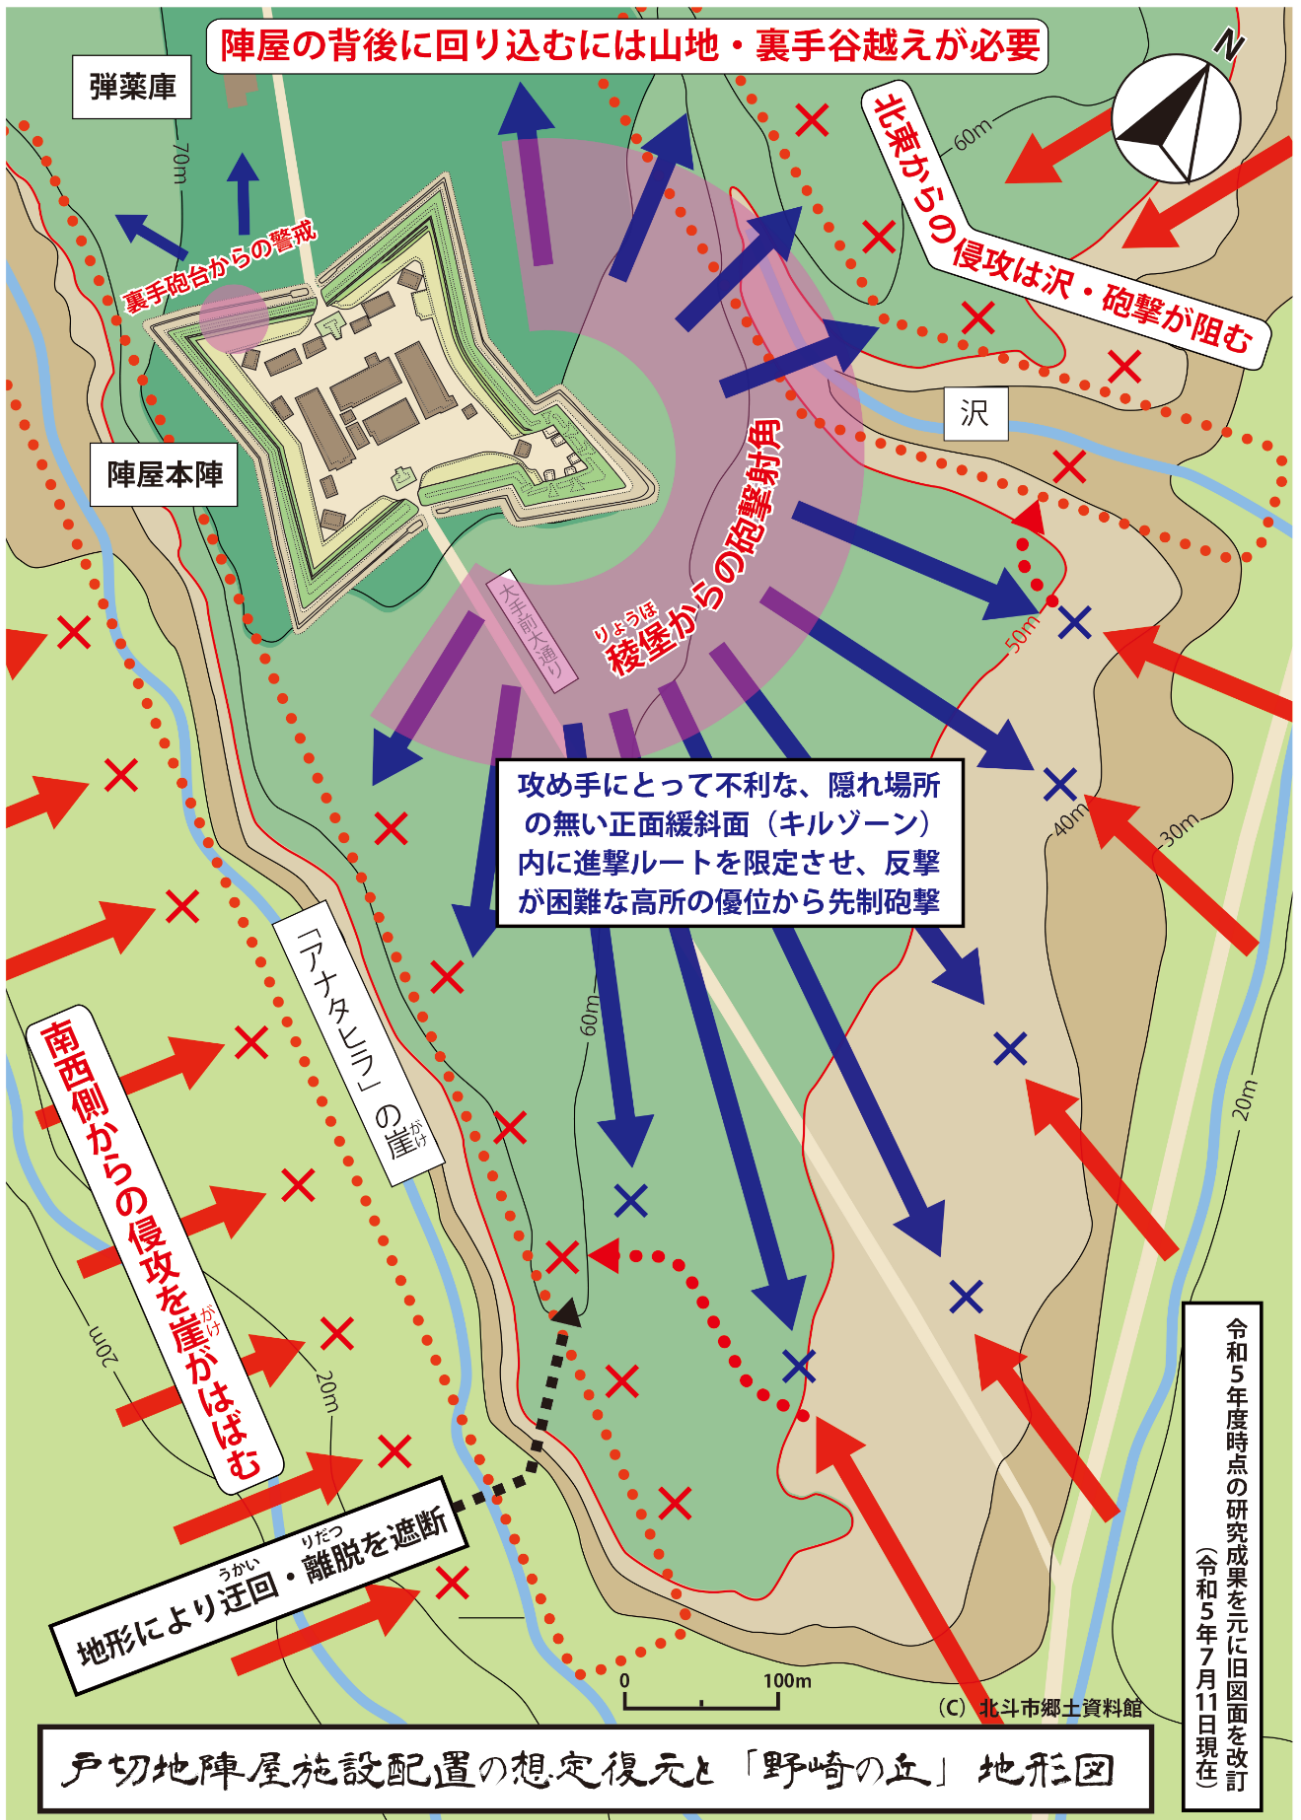 陣屋の背後に回り込むには山地・裏手谷越えが必要
弾薬庫
70m
N
60m
北東からの侵攻は沢・砲撃が阻む
裏手砲台からの警戒
沢
陣屋本陣
大手前大通り
りょうほ
稜堡からの砲撃射角
50m
攻め手にとって不利な、隠れ場所
の無い正面緩斜面（キルゾーン）
内に進撃ルートを限定させ、反撃
が困難な高所の優位から先制砲撃
40m
30m
「アナタヒラ」の崖
がけ
60m
20m
南西側からの侵攻を崖がはばむ
がけ
20m
20m
うかい
りだつ
地形により迂回・離脱を遮断
令和5年度時点の研究成果を元に旧図面を改訂
（令和5年7月11日現在）
0
100m
（C）北斗市郷土資料館
戸切地陣屋施設配置の想定復元と「野崎の丘」地形図